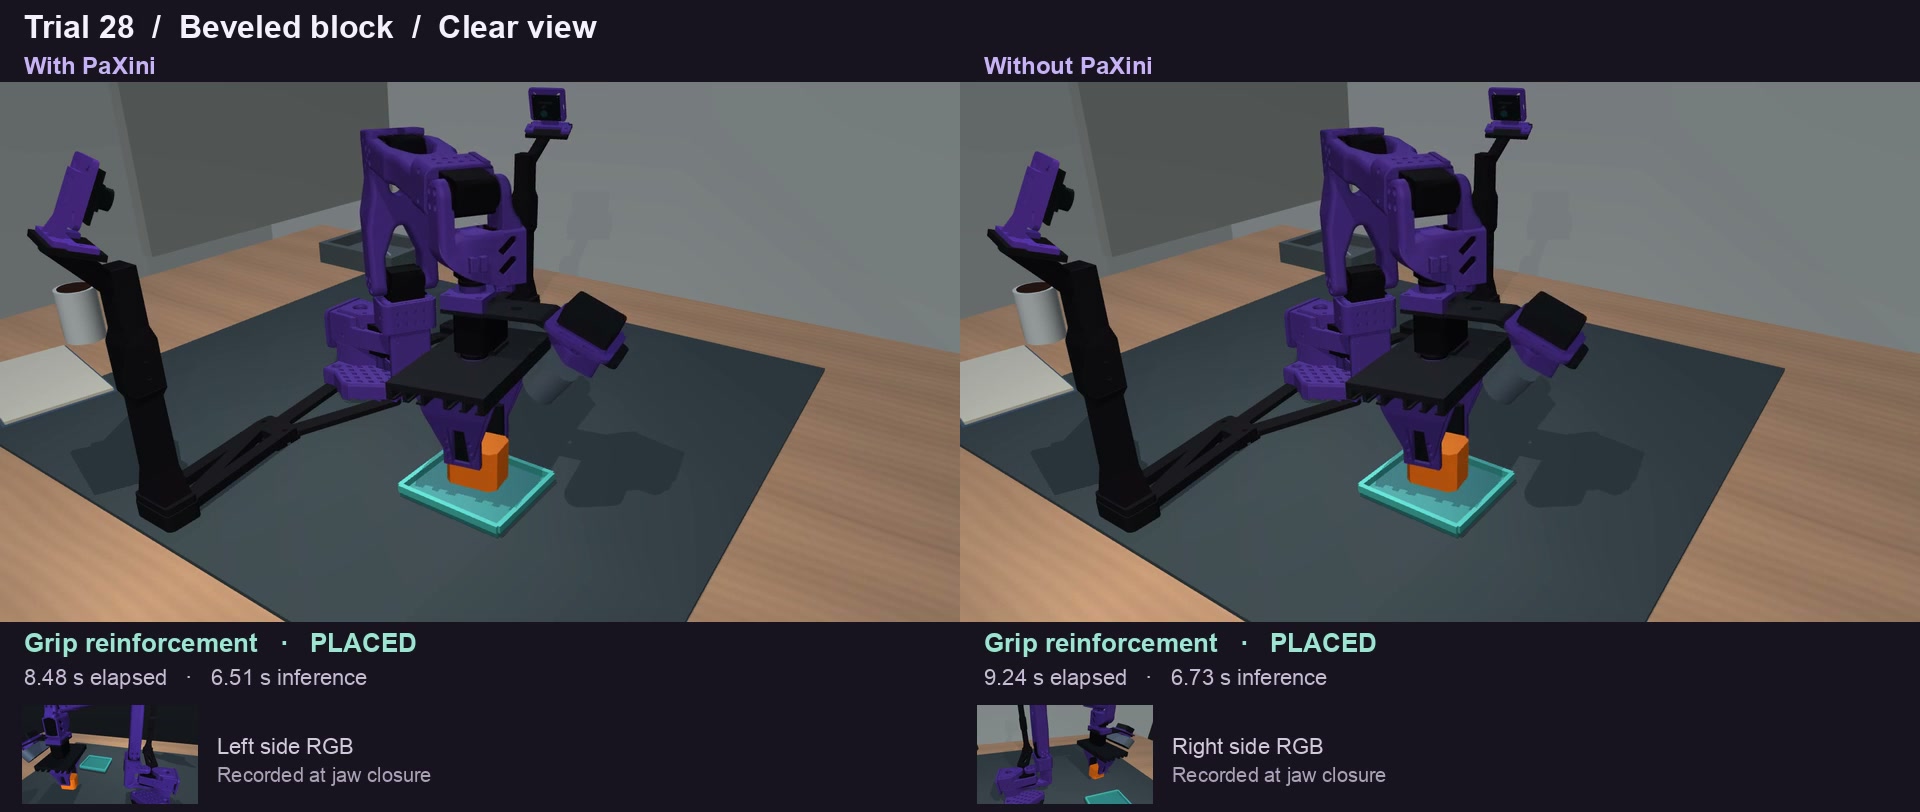 Trial 28 / Beveled block / Clear view
With PaXini
Without PaXini
Grip reinforcement · PLACED
8.48 s elapsed · 6.51 s inference
Left side RGB
Recorded at jaw closure
Grip reinforcement · PLACED
9.24 s elapsed · 6.73 s inference
Right side RGB
Recorded at jaw closure